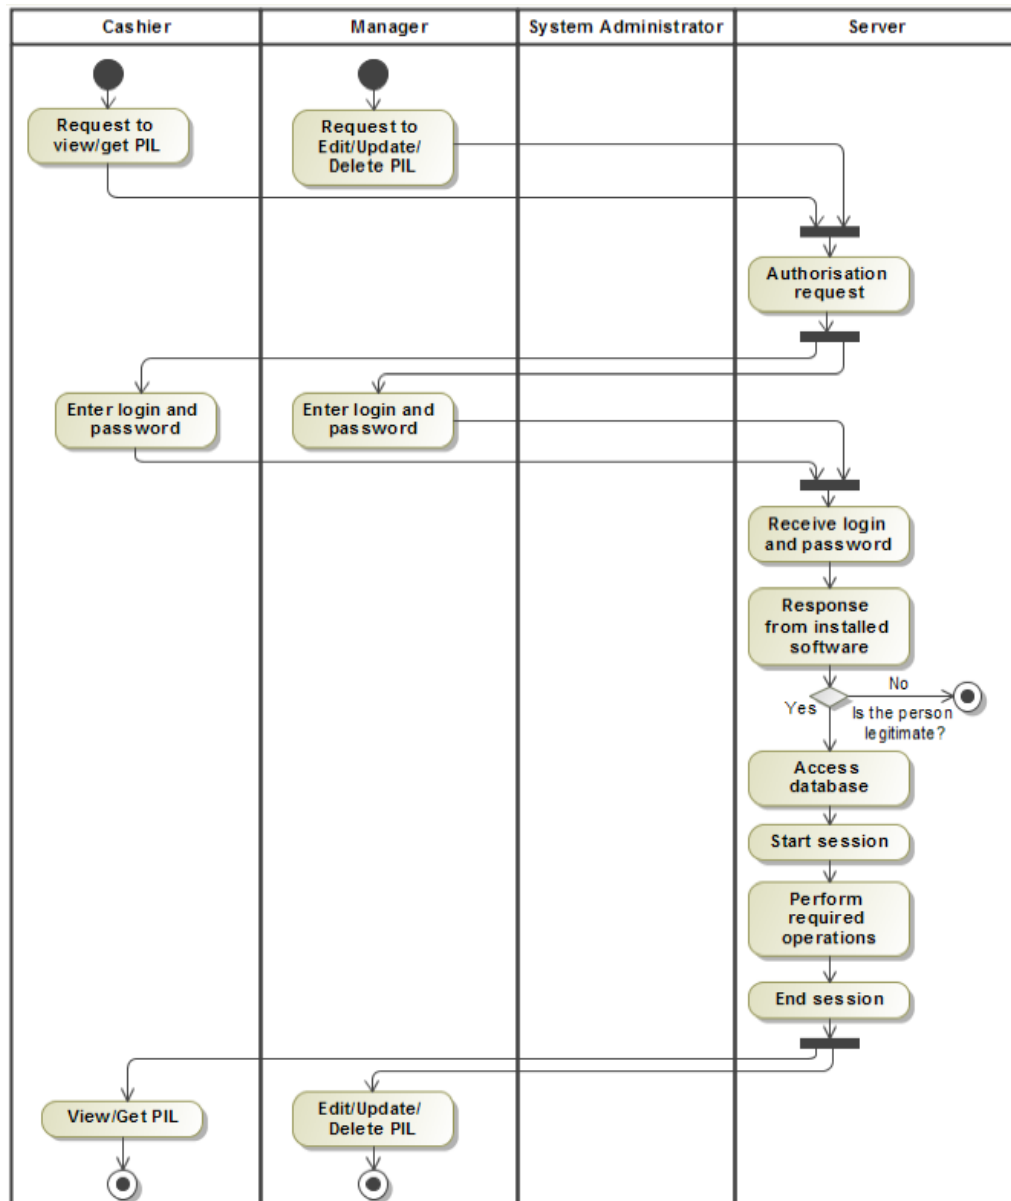 Cashier
Manager
System Administrator
Server
Request to
view/get PIL
Request to
Edit/Update/
Delete PIL
Authorisation
request
Enter login and
password
Enter login and
password
Receive login
and password
Response
from installed
software
No
Yes
Is the person
legitimate?
Access
database
Start session
Perform
required
operations
End session
View/Get PIL
Edit/Update/
Delete PIL